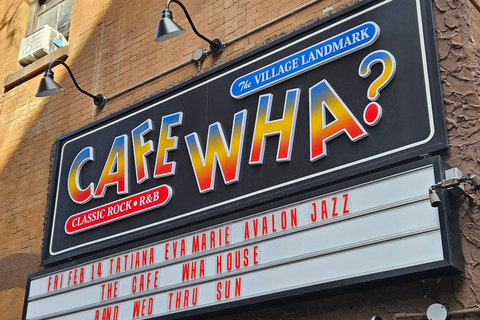 The VILLAGE LANDMARK
CAFE WHA?
CLASSIC ROCK • R&B
FRI FEB 14 TATIANA EVA MARIE AVALON JAZZ
THE CAFE WHA HOUSE
BAND WED THUR SUN